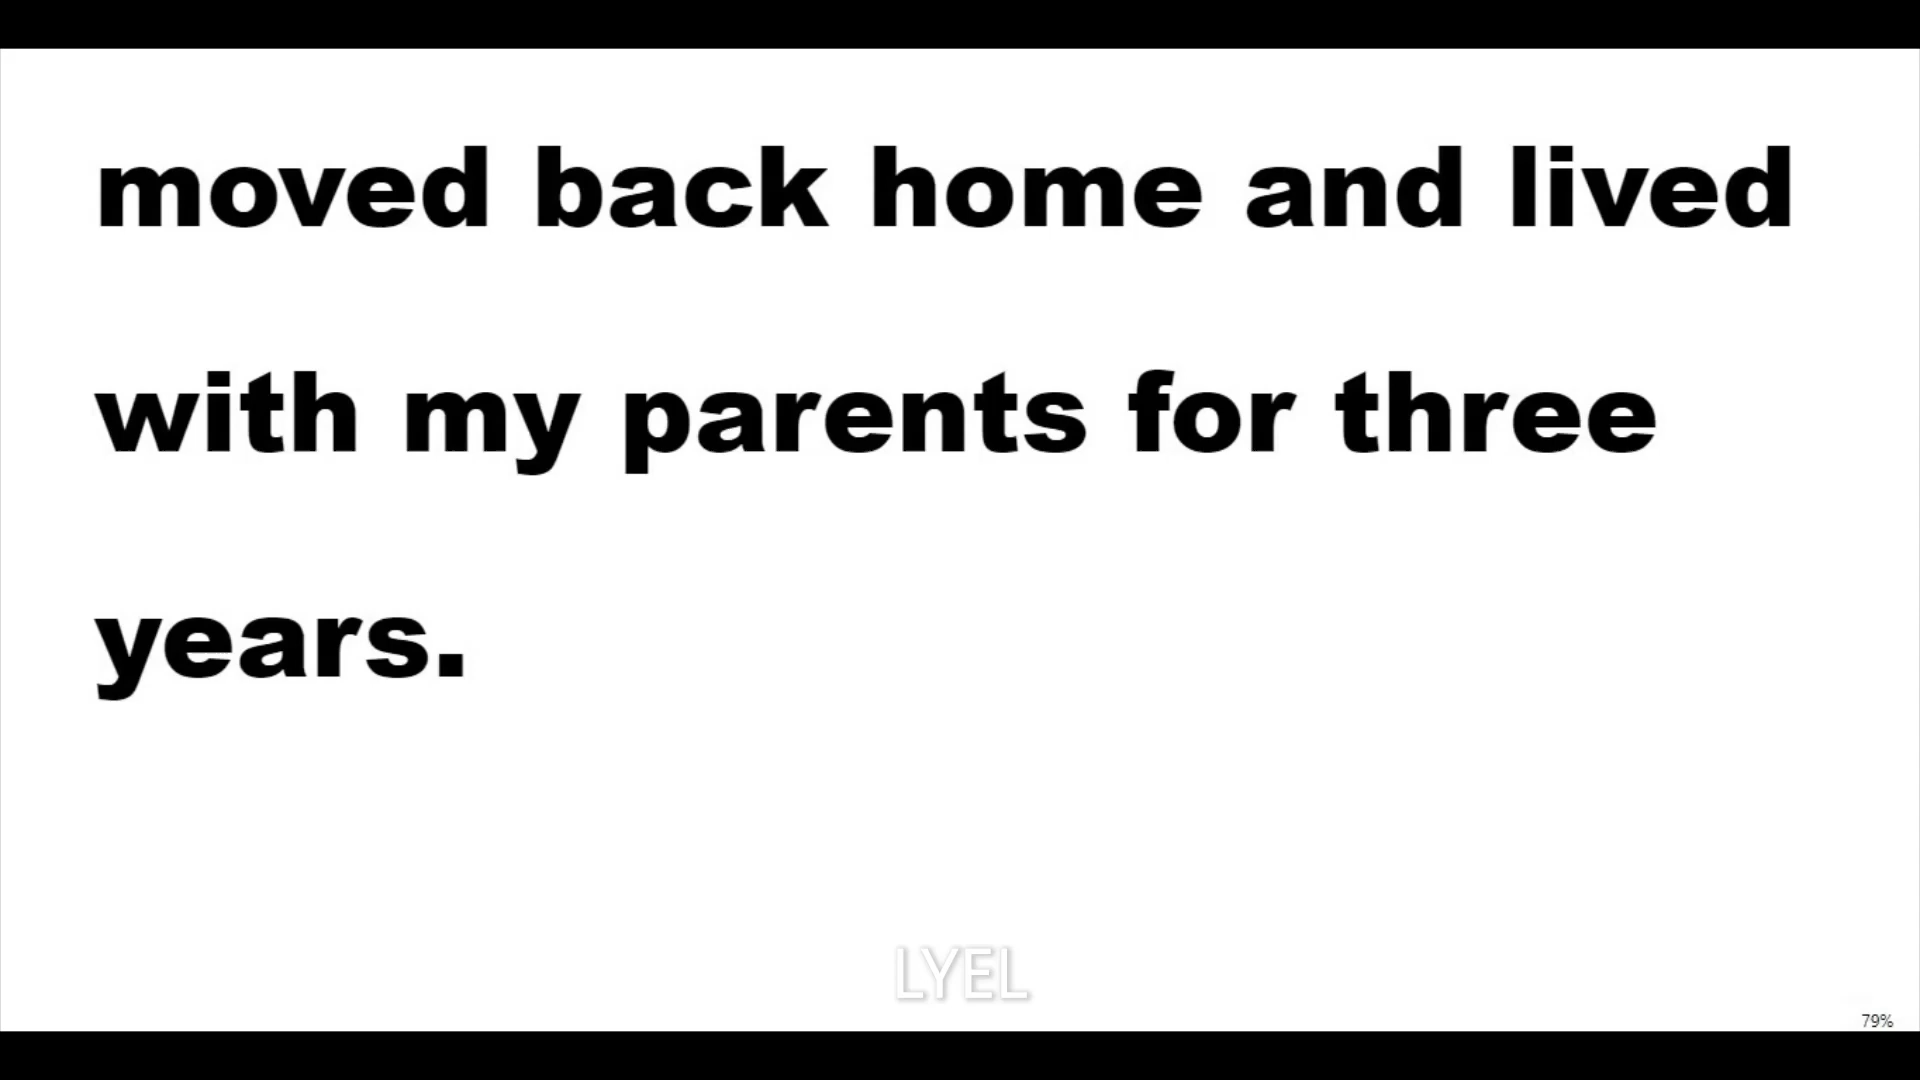 moved back home and lived
with my parents for three
years.
LYEL
79%